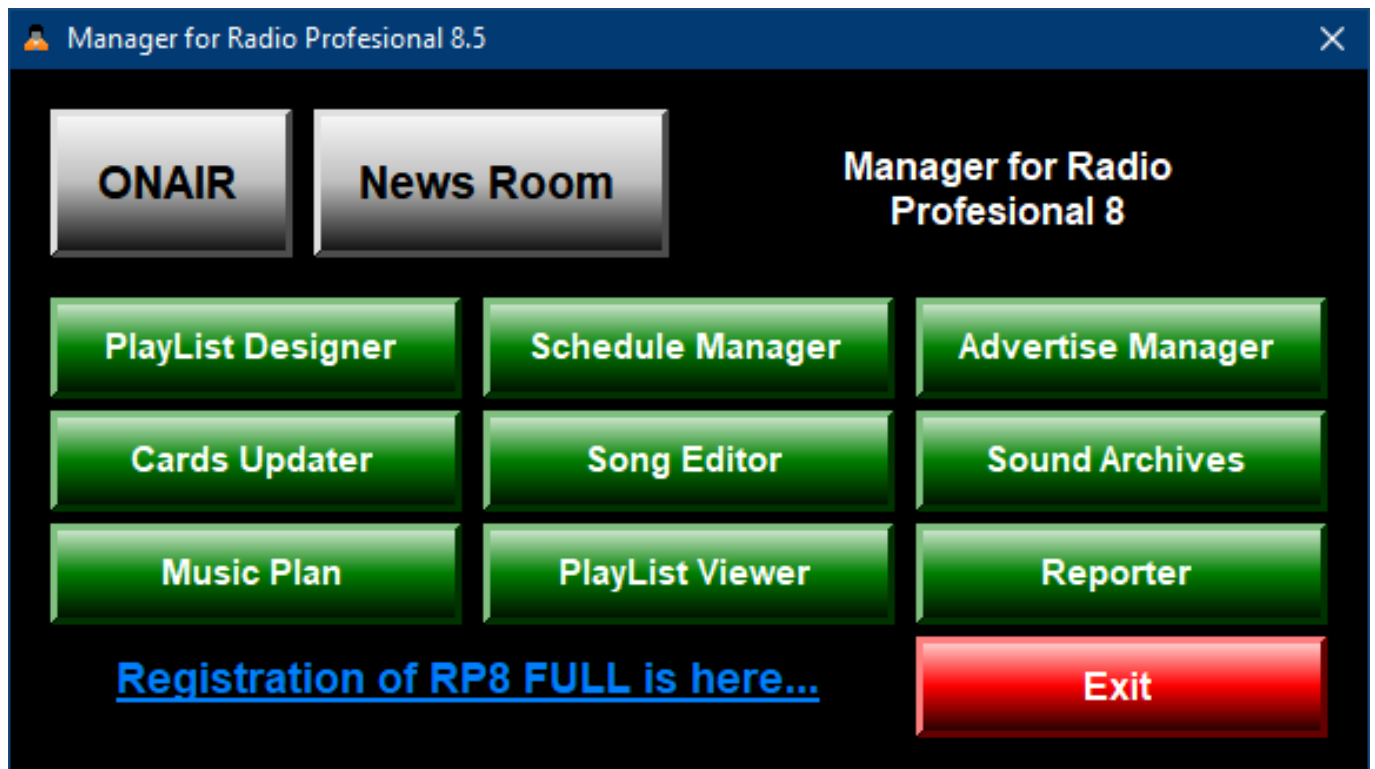 Manager for Radio Profesional 8.5
ONAIR
News Room
Manager for Radio
Profesional 8
PlayList Designer
Schedule Manager
Advertise Manager
Cards Updater
Song Editor
Sound Archives
Music Plan
PlayList Viewer
Reporter
Registration of RP8 FULL is here...
Exit